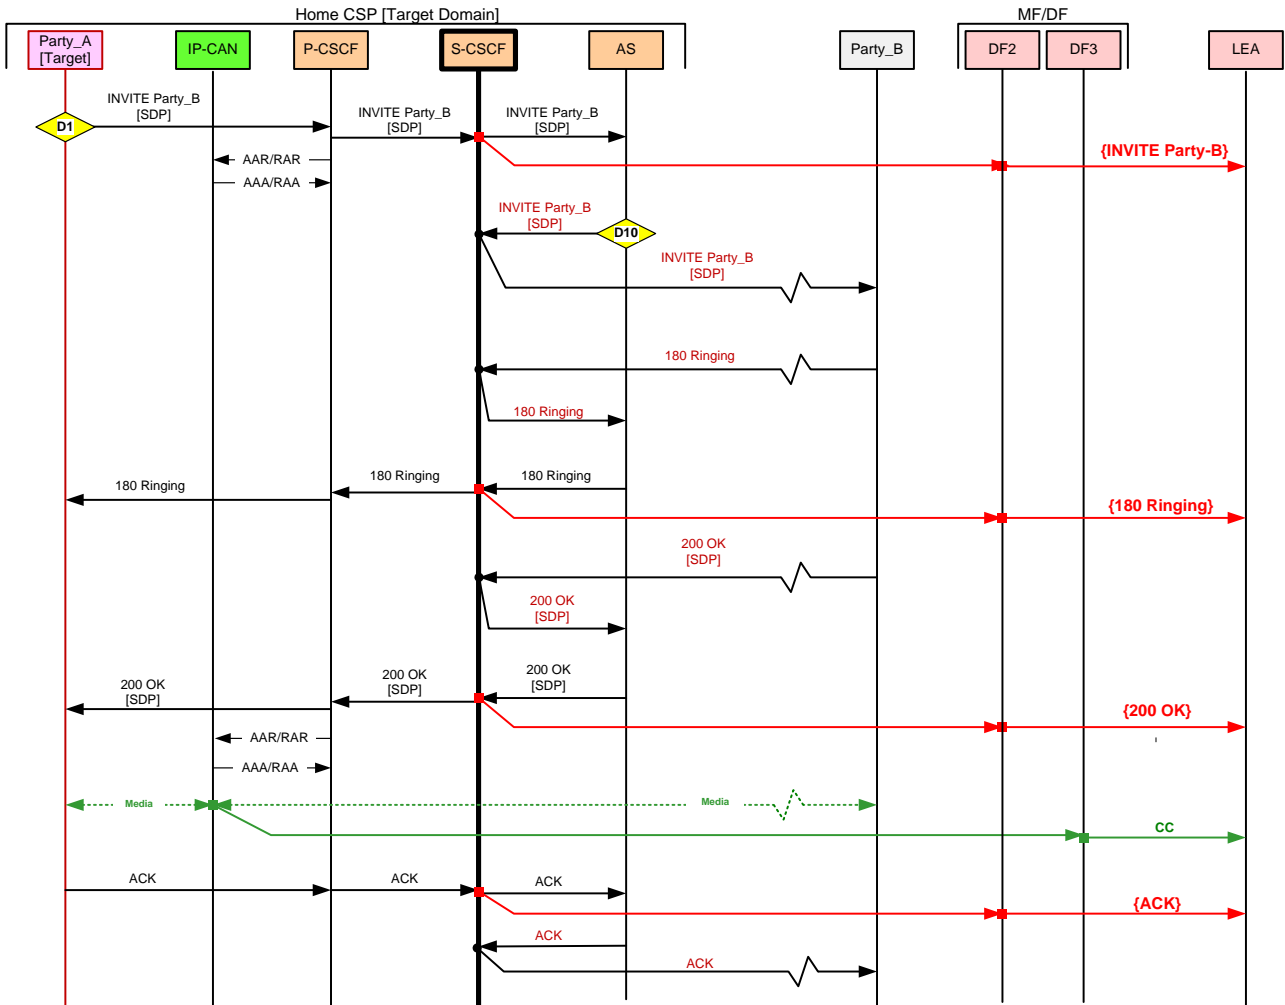 Home CSP [Target Domain]
MF/DF
Party_A
[Target]
IP-CAN
P-CSCF
S-CSCF
AS
Party_B
DF2
DF3
LEA
INVITE Party_B
[SDP]
D1
INVITE Party_B
[SDP]
INVITE Party_B
[SDP]
{INVITE Party-B}
AAR/RAR
AAA/RAA
INVITE Party_B
[SDP]
D10
INVITE Party_B
[SDP]
180 Ringing
180 Ringing
180 Ringing
180 Ringing
180 Ringing
{180 Ringing}
200 OK
[SDP]
200 OK
[SDP]
200 OK
[SDP]
200 OK
[SDP]
200 OK
[SDP]
{200 OK}
AAR/RAR
AAA/RAA
Media
Media
CC
ACK
ACK
ACK
{ACK}
ACK
ACK